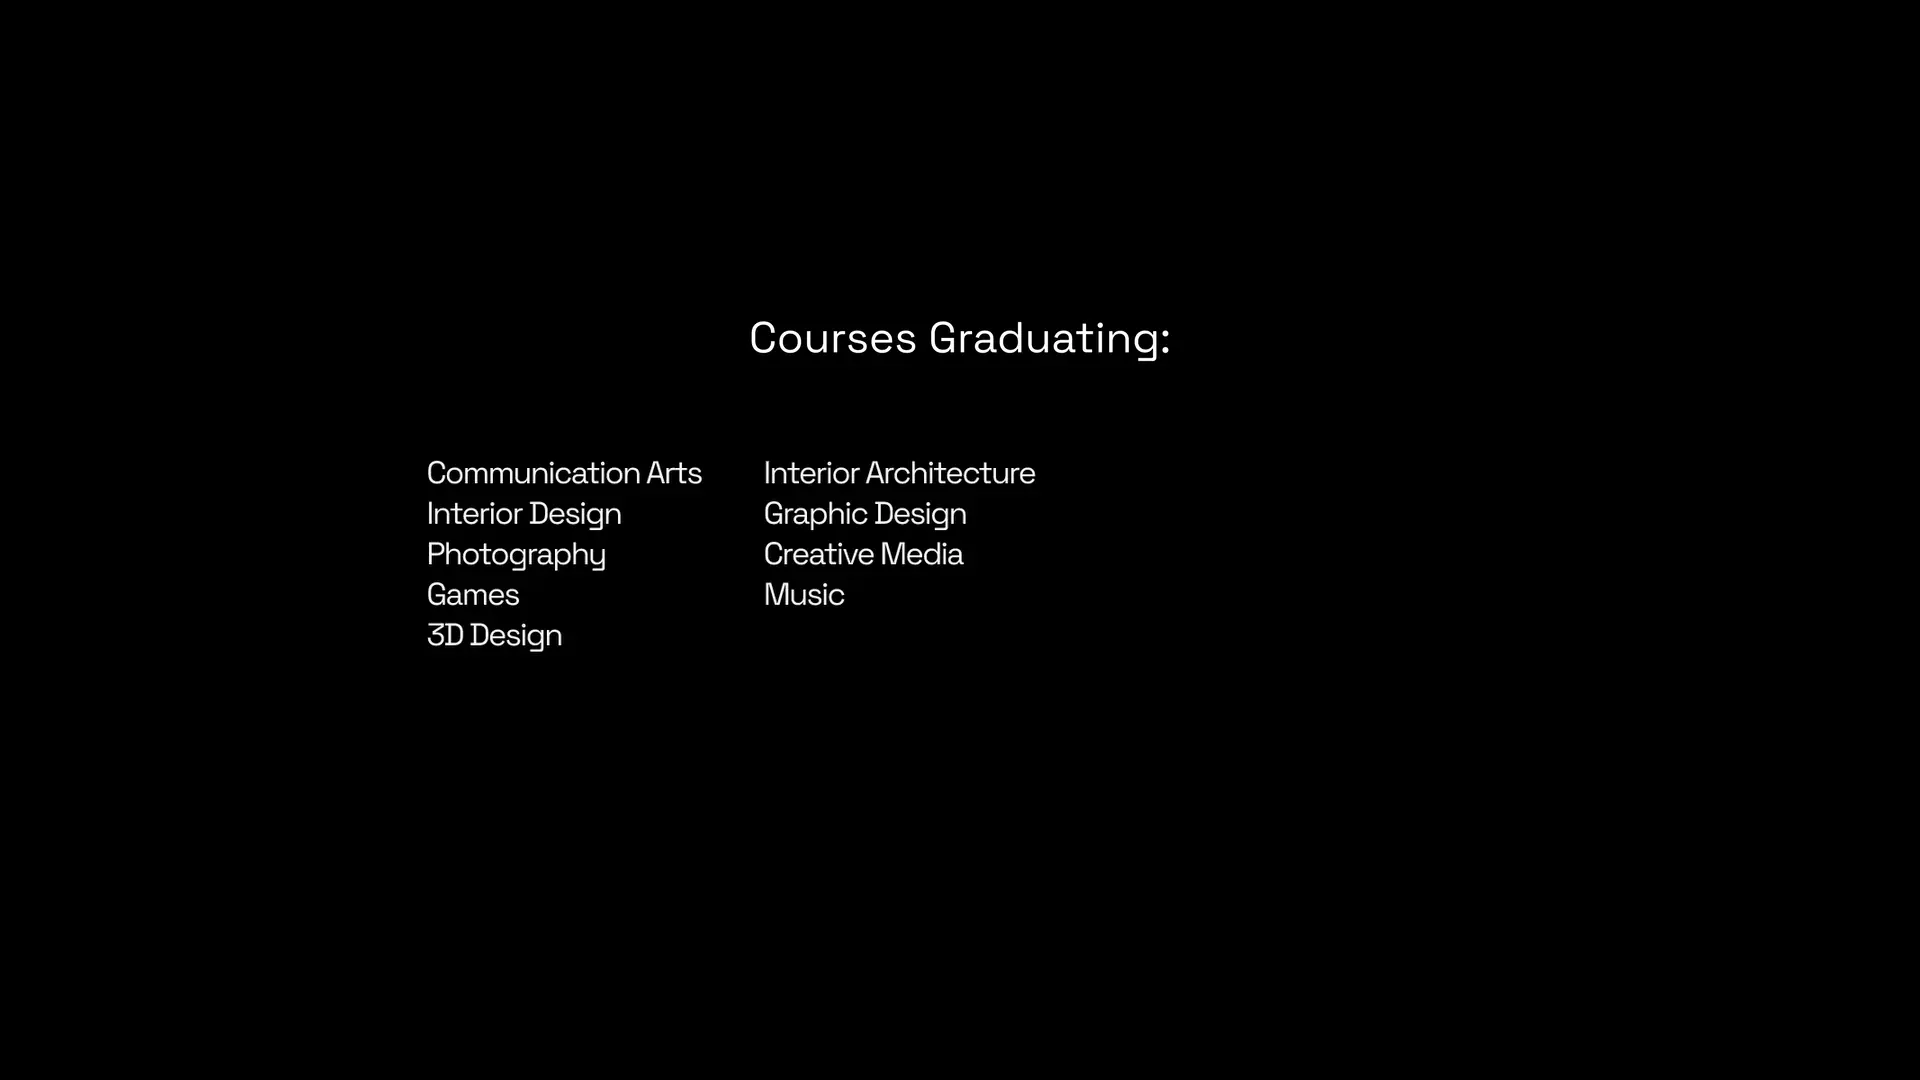 Courses Graduating:
Communication Arts
Interior Design
Photography
Games
3D Design
Interior Architecture
Graphic Design
Creative Media
Music